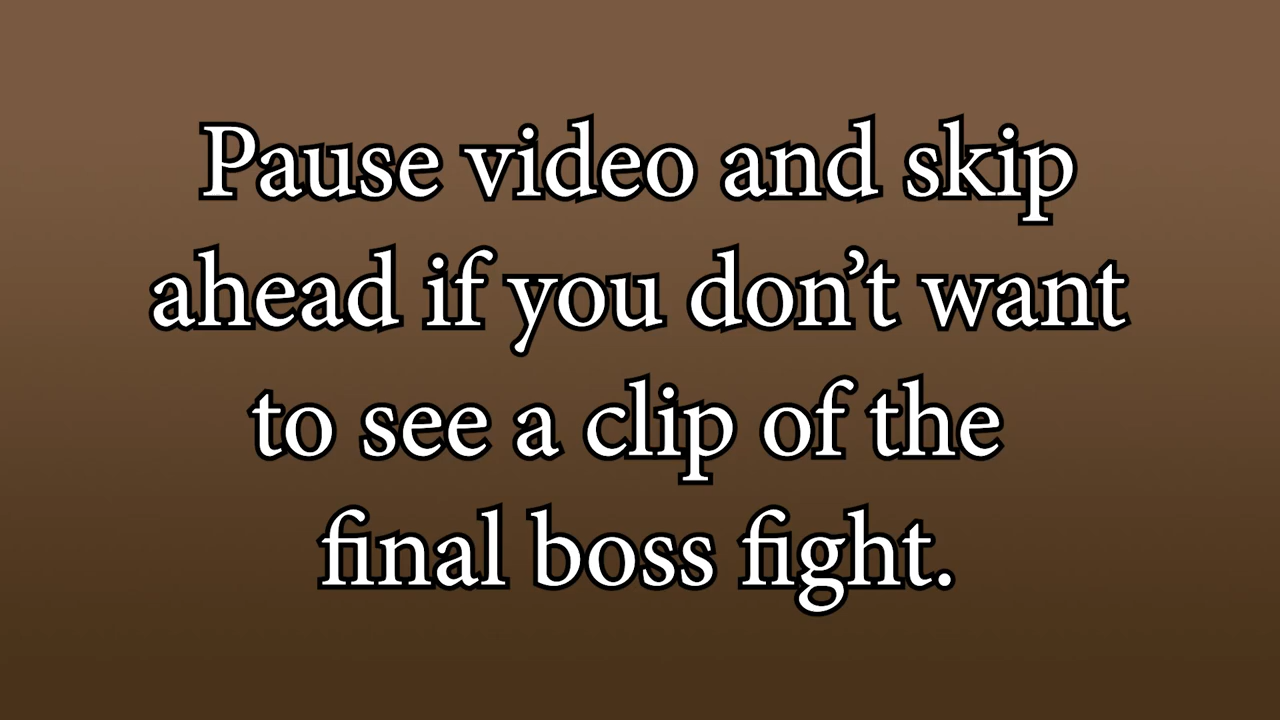 Pause video and skip
ahead if you don’t want
to see a clip of the
final boss fight.